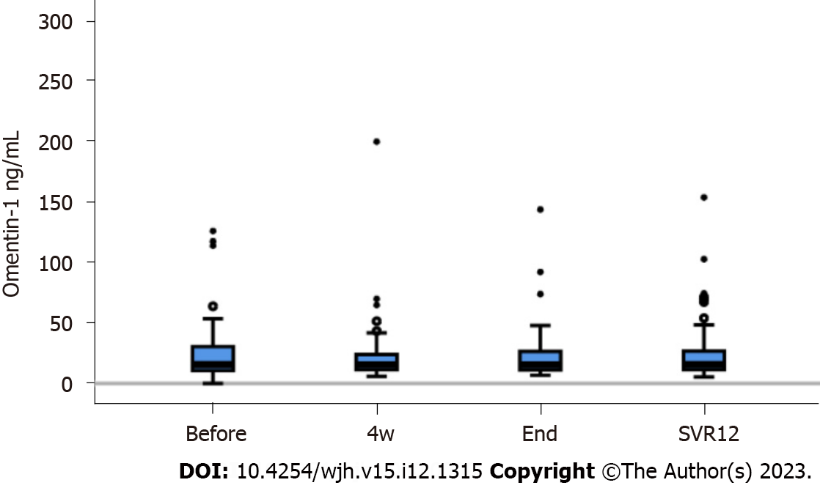 300
250
200
150
100
50
0
Omentin-1 ng/mL
Before 4w End SVR12
DOI: 10.4254/wjh.v15.i12.1315 Copyright ©The Author(s) 2023.